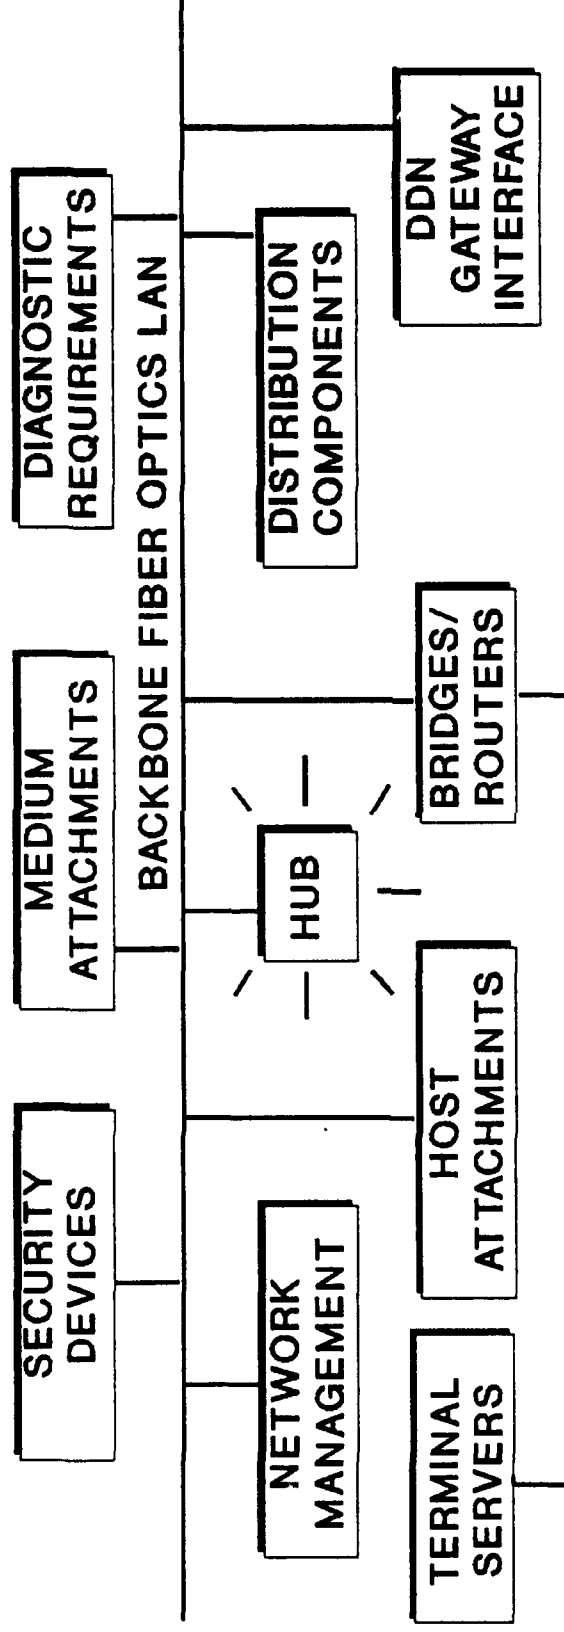 SECURITY
DEVICES
MEDIUM
ATTACHMENTS
DIAGNOSTIC
REQUIREMENTS
BACKBONE FIBER OPTICS LAN
NETWORK
MANAGEMENT
HUB
DISTRIBUTION
COMPONENTS
TERMINAL
SERVERS
HOST
ATTACHMENTS
BRIDGES/
ROUTERS
DDN
GATEWAY
INTERFACE